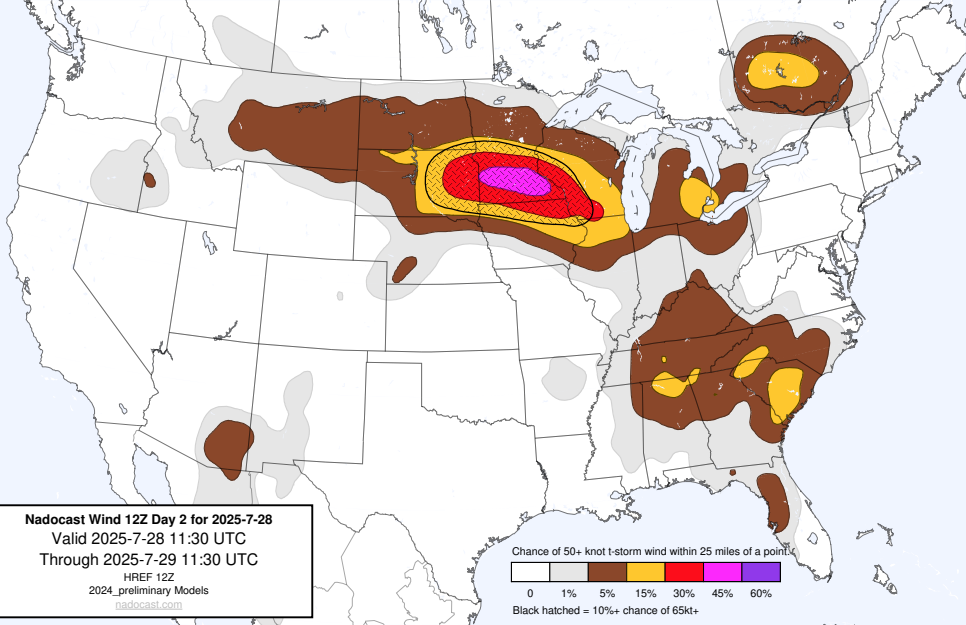 Nadocast Wind 12Z Day 2 for 2025-7-28
Valid 2025-7-28 11:30 UTC
Through 2025-7-29 11:30 UTC
HREF 12Z
2024_preliminary Models
nadocast.com
Chance of 50+ knot t-storm wind within 25 miles of a point.
0 1% 5% 15% 30% 45% 60%
Black hatched = 10%+ chance of 65kt+